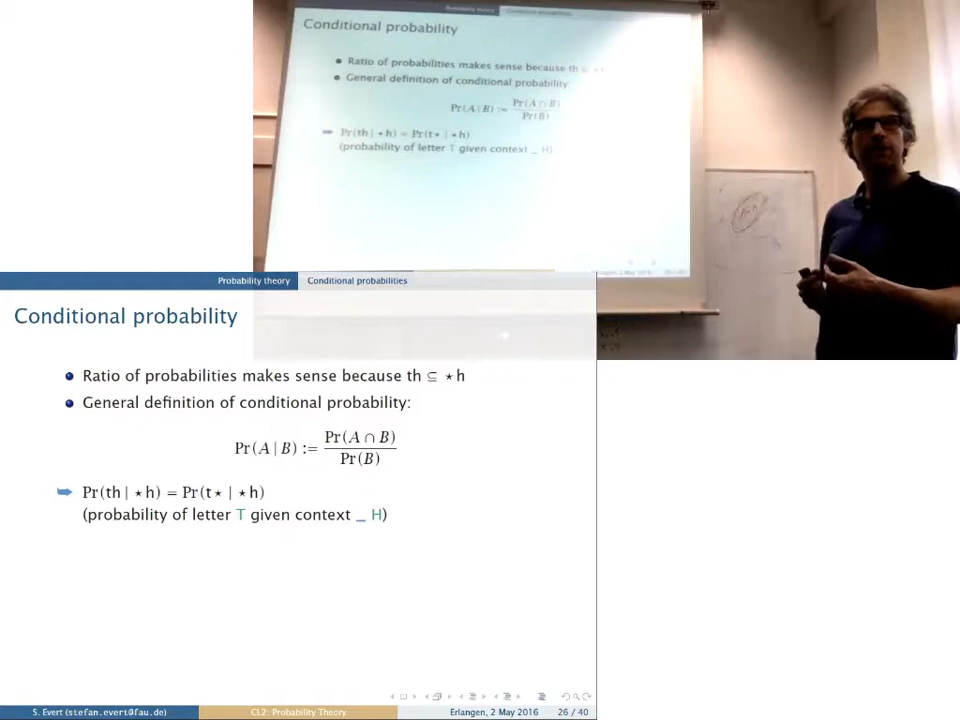 Conditional probability
Ratio of probabilities makes sense because th ⊆
General definition of conditional probability:
Pr(A | B) := Pr(A ∩ B) / Pr(B)
Pr(th | ⋆h) = Pr(t⋆ | ⋆h)
(probability of letter T given context _ H)
Probability theory Conditional probabilities
Conditional probability
Ratio of probabilities makes sense because th ⊆ ⋆h
General definition of conditional probability:
Pr(A | B) := Pr(A ∩ B) / Pr(B)
➥ Pr(th | ⋆h) = Pr(t⋆ | ⋆h)
(probability of letter T given context _ H)
S. Evert (stefan.evert@fau.de) CL2: Probability Theory Erlangen, 2 May 2016 26 / 40